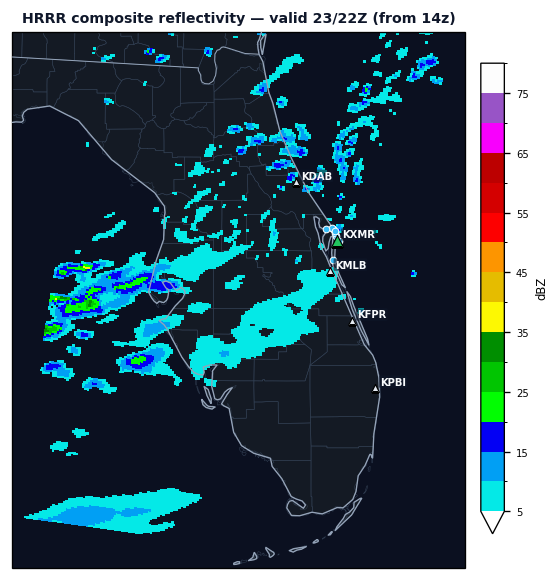 HRRR composite reflectivity — valid 23/22Z (from 14z)
KDAB
KXMR
KMLB
KFPR
KPBI
75
65
55
45
35
25
15
5
dBZ